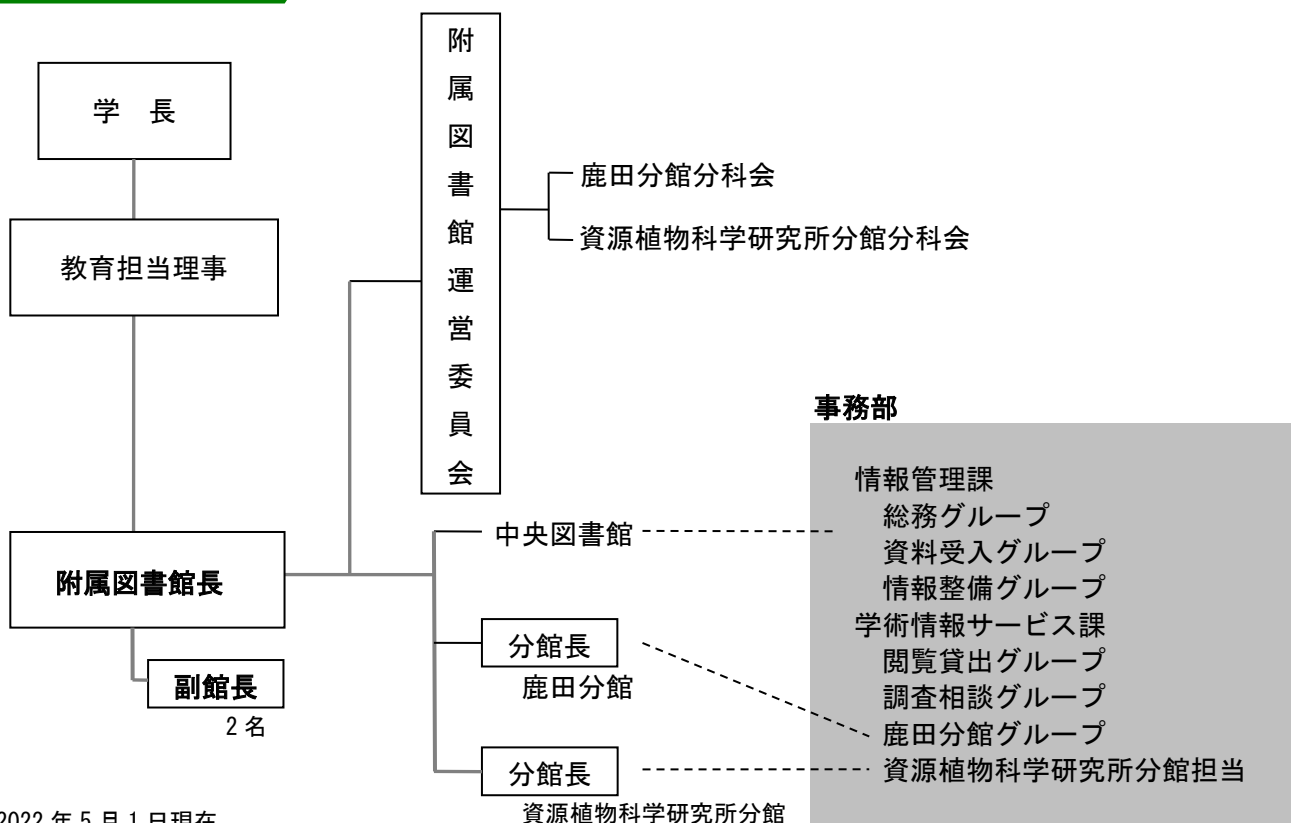 学 長
教育担当理事
附属図書館長
副館長
2 名
附属図書館運営委員会
鹿田分館分科会
資源植物科学研究所分館分科会
中央図書館
分館長
鹿田分館
分館長
資源植物科学研究所分館
事務部
情報管理課
総務グループ
資料受入グループ
情報整備グループ
学術情報サービス課
閲覧貸出グループ
調査相談グループ
鹿田分館グループ
資源植物科学研究所分館担当
2022 年 5 月 1 日現在